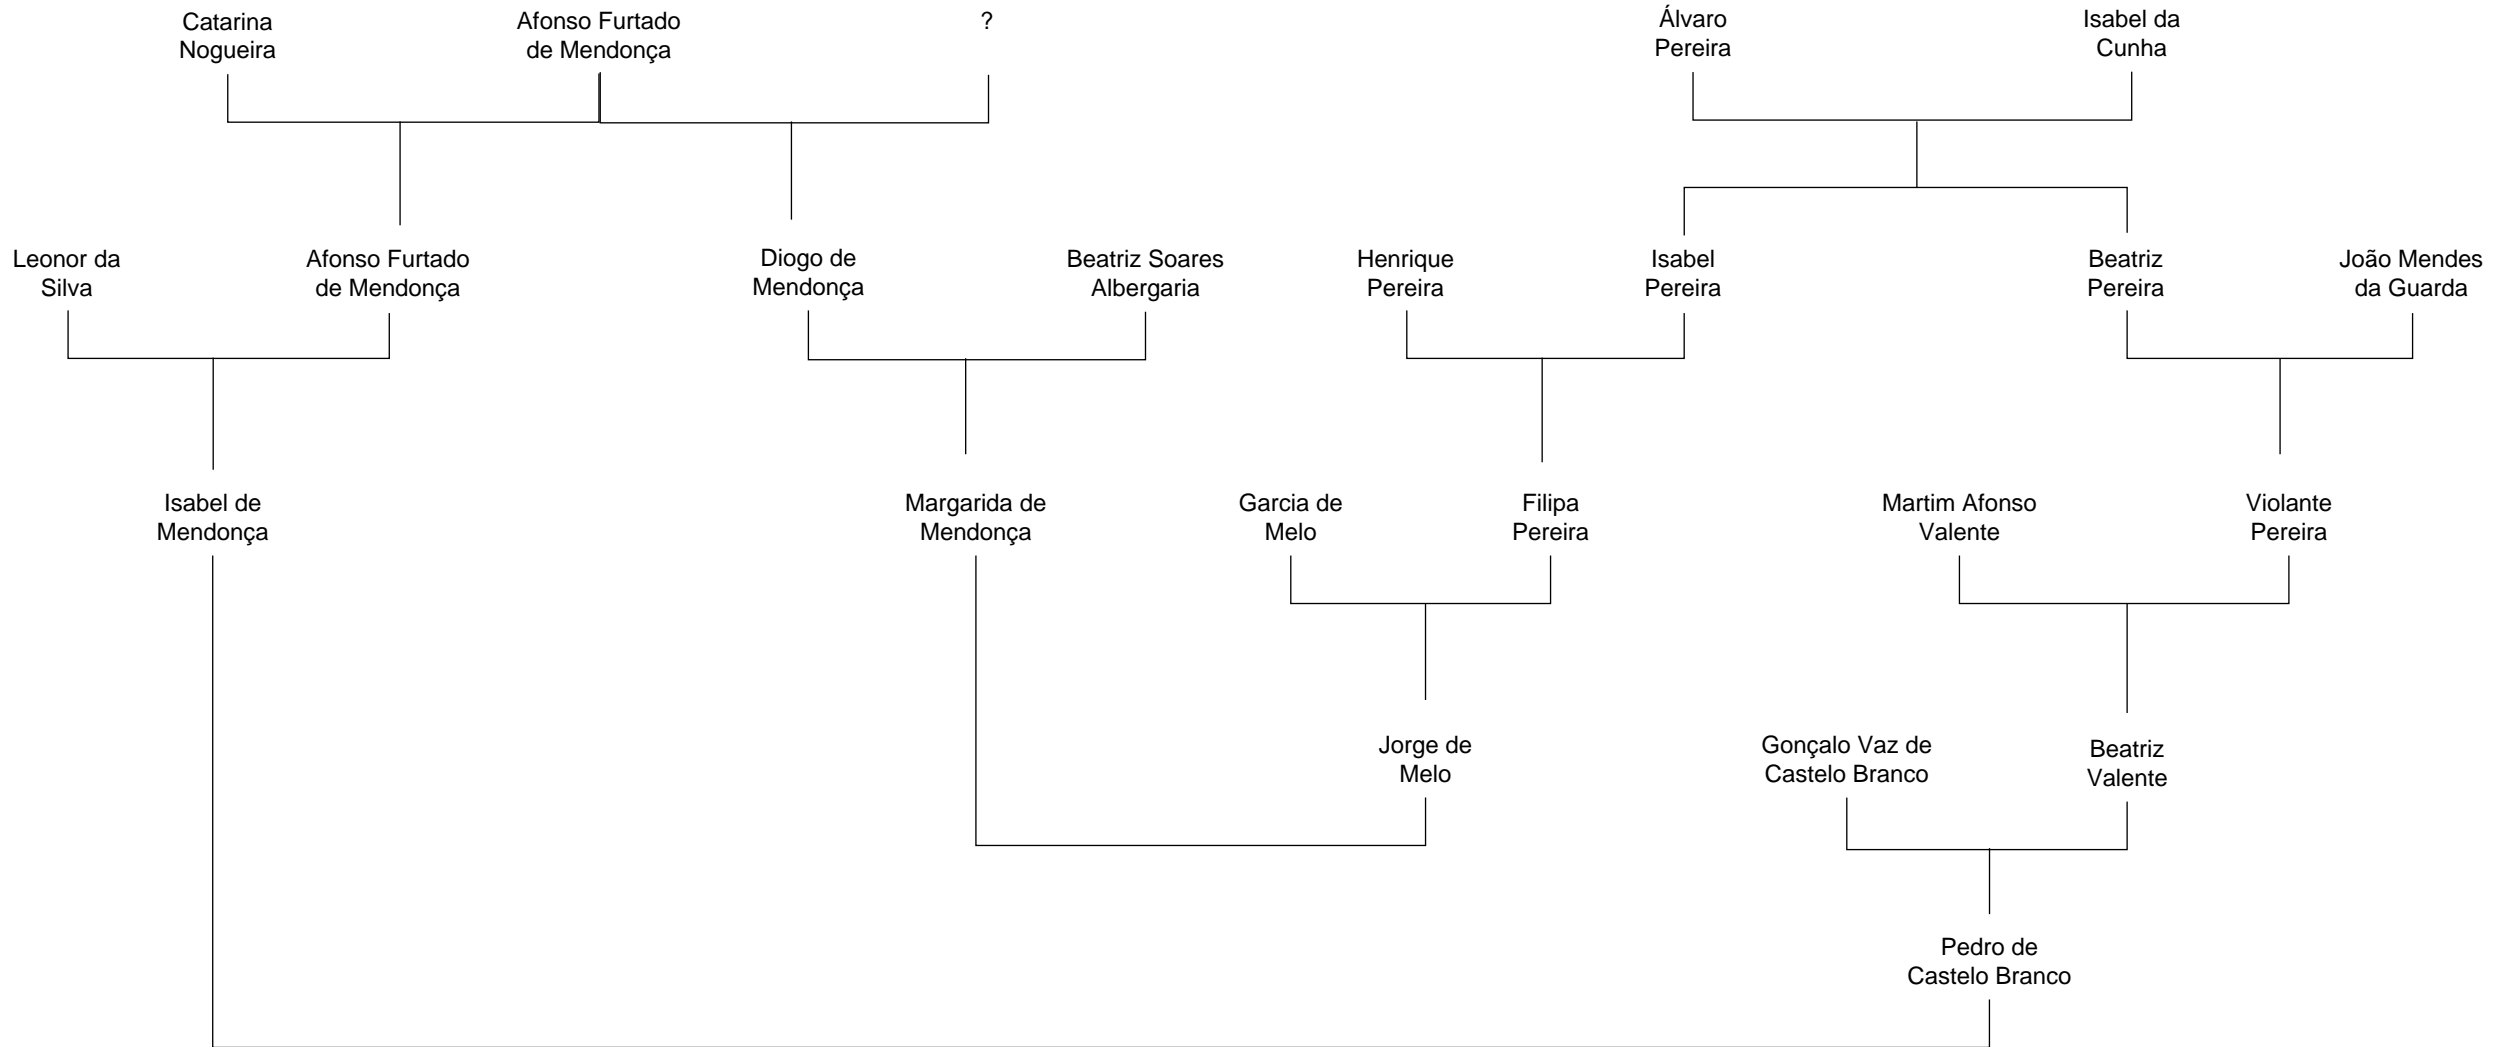 Catarina
Nogueira
Afonso Furtado
de Mendonça
?
Álvaro
Pereira
Isabel da
Cunha
Leonor da
Silva
Afonso Furtado
de Mendonça
Diogo de
Mendonça
Beatriz Soares
Albergaria
Henrique
Pereira
Isabel
Pereira
Beatriz
Pereira
João Mendes
da Guarda
Isabel de
Mendonça
Margarida de
Mendonça
Garcia de
Melo
Filipa
Pereira
Martim Afonso
Valente
Violante
Pereira
Jorge de
Melo
Gonçalo Vaz de
Castelo Branco
Beatriz
Valente
Pedro de
Castelo Branco